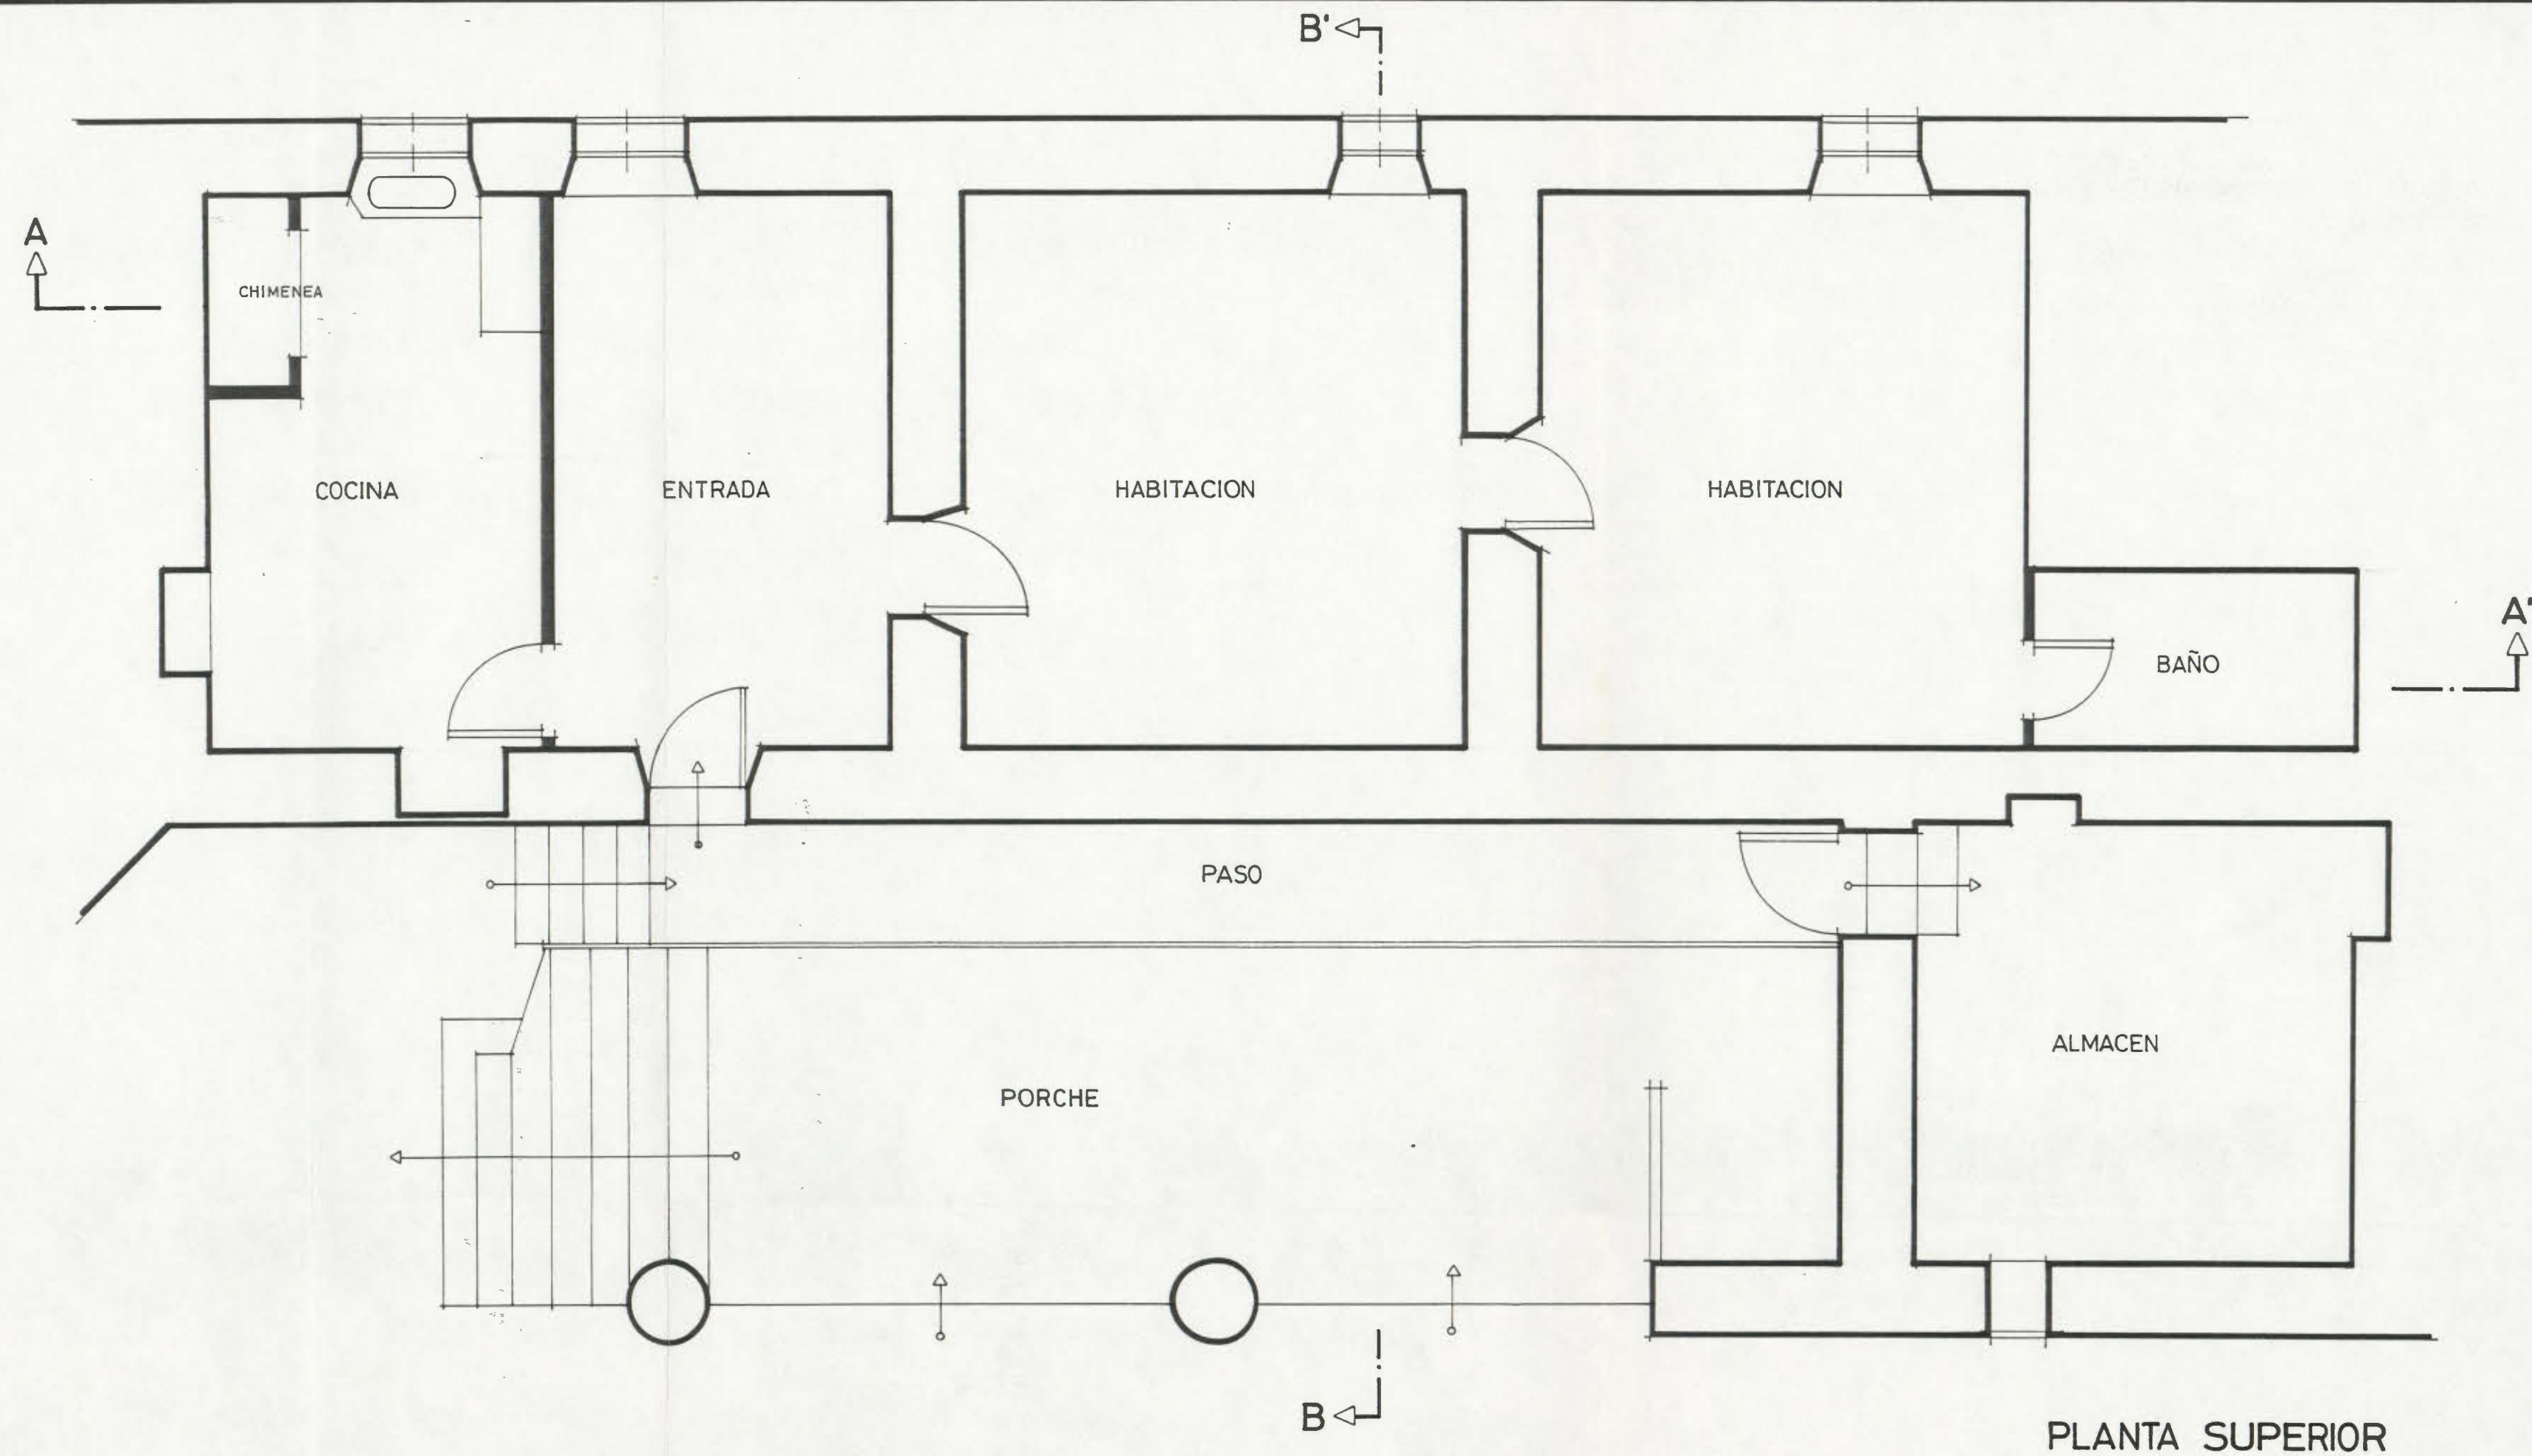 B'
A
CHIMENEA
COCINA
ENTRADA
HABITACION
HABITACION
A'
BAÑO
PASO
ALMACEN
PORCHE
B
PLANTA SUPERIOR